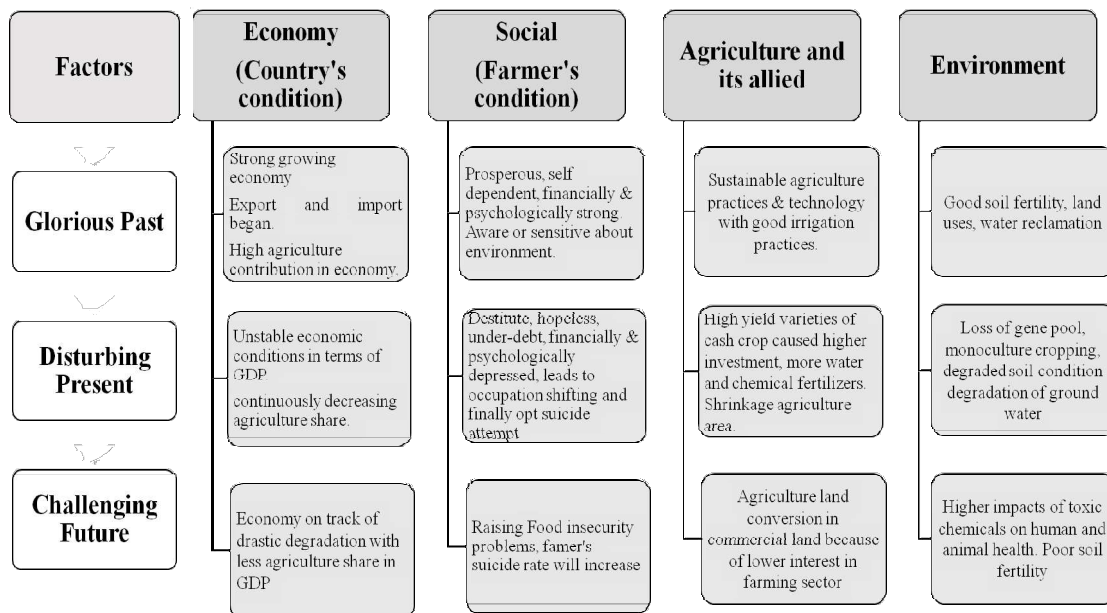 Factors
Economy
(Country's
condition)
Social
(Farmer's
condition)
Agriculture and
its allied
Environment
Glorious Past
Strong growing
economy
Export and import
began.
High agriculture
contribution in economy.
Prosperous, self
dependent, financially &
psychologically strong.
Aware or sensitive about
environment.
Sustainable agriculture
practices & technology
with good irrigation
practices.
Good soil fertility, land
uses, water reclamation
Disturbing
Present
Unstable economic
conditions in terms of
GDP.
continuously decreasing
agriculture share.
Destitute, hopeless,
under-debt, financially &
psychologically
depressed, leads to
occupation shifting and
finally opt suicide
attempt
High yield varieties of
cash crop caused higher
investment, more water
and chemical fertilizers.
Shrinkage agriculture
area.
Loss of gene pool,
monoculture cropping,
degraded soil condition
degradation of ground
water
Challenging
Future
Economy on track of
drastic degradation with
less agriculture share in
GDP
Raising Food insecurity
problems, famer's
suicide rate will increase
Agriculture land
conversion in
commercial land because
of lower interest in
farming sector
Higher impacts of toxic
chemicals on human and
animal health. Poor soil
fertility